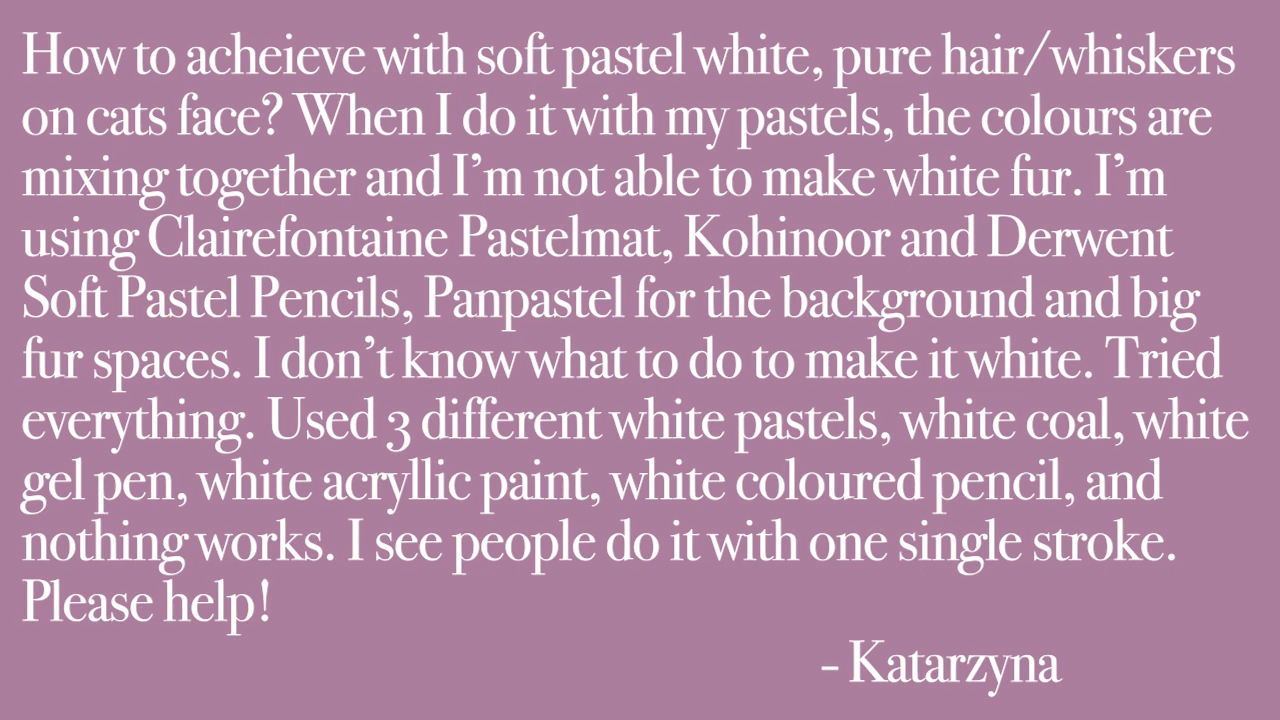 How to acheieve with soft pastel white, pure hair/whiskers
on cats face? When I do it with my pastels, the colours are
mixing together and I’m not able to make white fur. I’m
using Clairefontaine Pastelmat, Kohinoor and Derwent
Soft Pastel Pencils, Panpastel for the background and big
fur spaces. I don’t know what to do to make it white. Tried
everything. Used 3 different white pastels, white coal, white
gel pen, white acryllic paint, white coloured pencil, and
nothing works. I see people do it with one single stroke.
Please help!
- Katarzyna